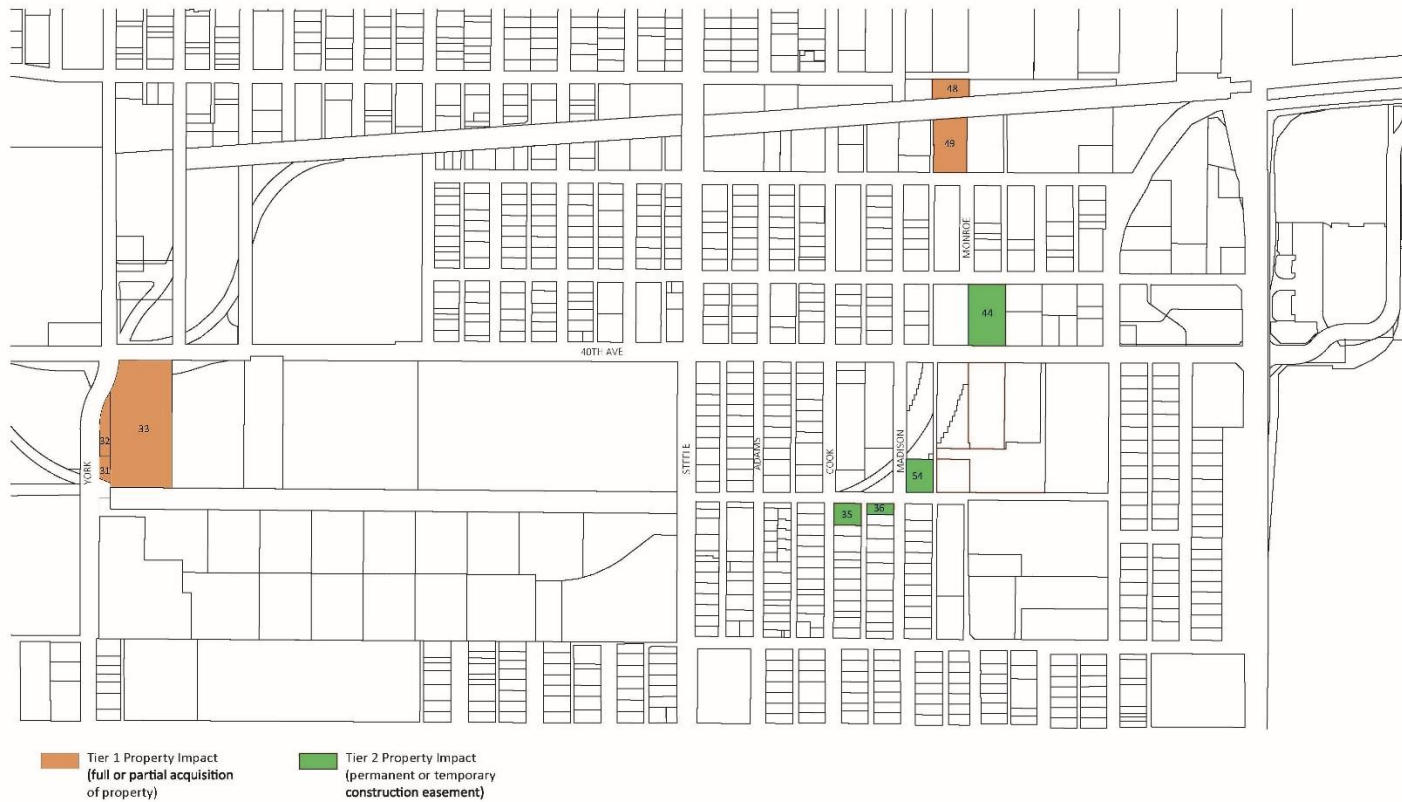 48
49
MONROE
44
40TH AVE
33
32
31
YORK
STEELE
ADAMS
COOK
MADISON
54
35
36
Tier 1 Property Impact
(full or partial acquisition
of property)
Tier 2 Property Impact
(permanent or temporary
construction easement)